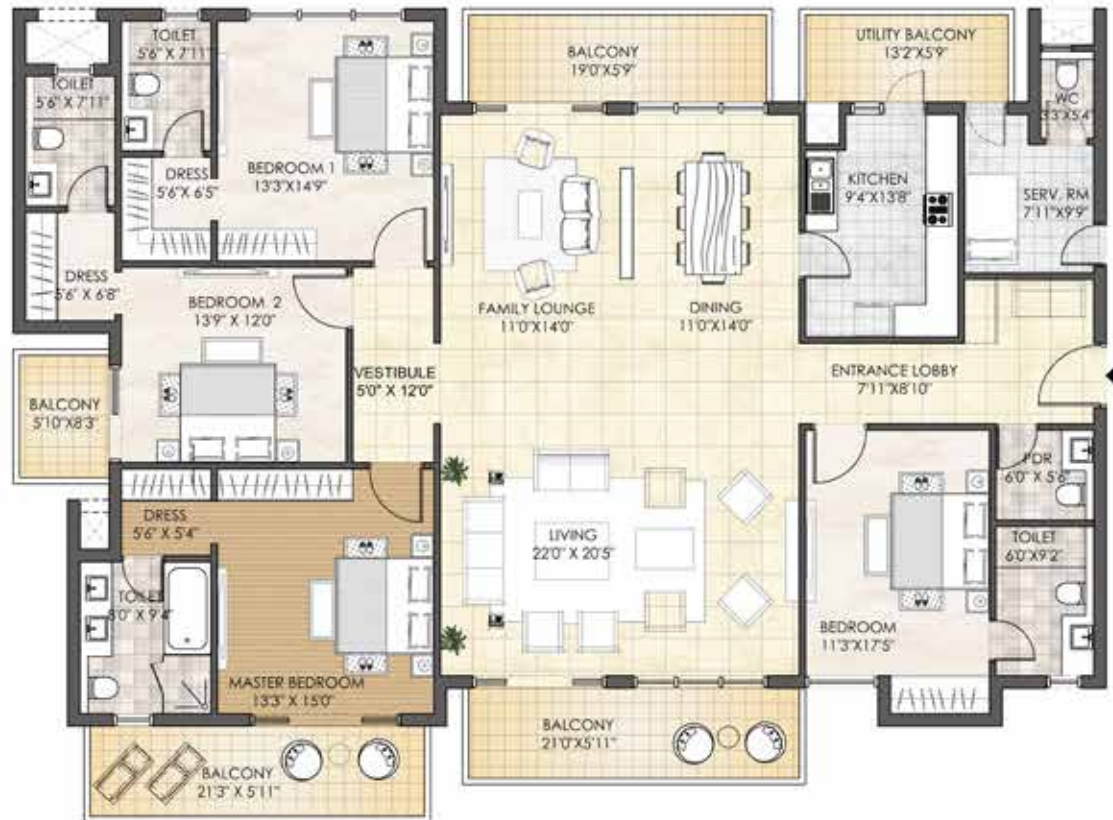 TOILET
5'6" X 7'11"
TOILET
5'6" X 7'11"
BALCONY
19'0"X5'9"
UTILITY BALCONY
13'2"X5'9"
WC
3'3"X5'4"
BEDROOM 1
13'3"X14'9"
DRESS
5'6"X 6'5"
KITCHEN
9'4"X13'8"
SERV. RM
7'11"X9'9"
DRESS
5'6" X 6'8"
BEDROOM 2
13'9" X 12'0"
FAMILY LOUNGE
11'0"X14'0"
DINING
11'0"X14'0"
VESTIBULE
5'0" X 12'0"
ENTRANCE LOBBY
7'11"X8'10"
BALCONY
5'10"X8'3"
PDR
6'0" X 5'6"
DRESS
5'6" X 5'4"
LIVING
22'0" X 20'5"
TOILET
6'0"X9'2"
TOILET
8'0" X 9'4"
BEDROOM
11'3"X17'5"
MASTER BEDROOM
13'3" X 15'0"
BALCONY
21'0"X5'11"
BALCONY
21'3" X 5'11"